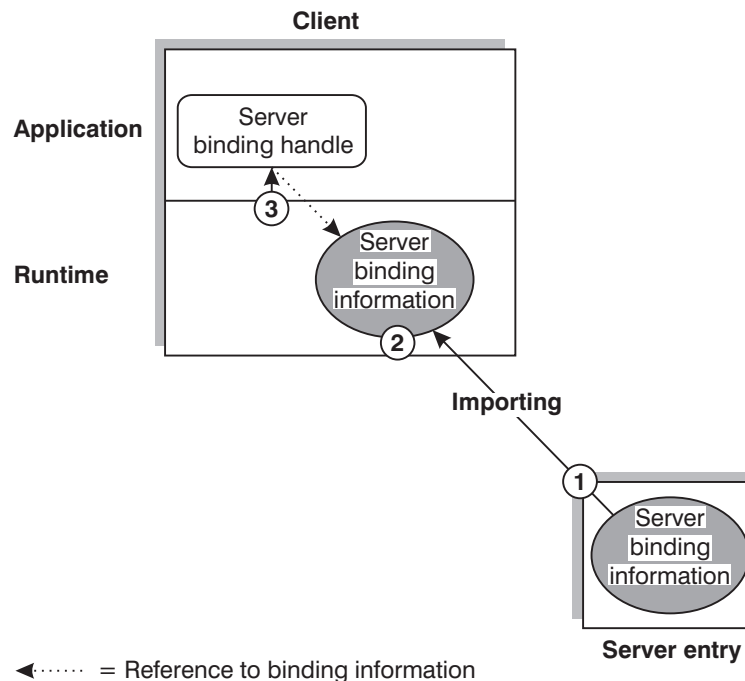 Client
Application
Server
binding handle
3
Runtime
Server
binding
information
2
Importing
1
Server
binding
information
Server entry
= Reference to binding information